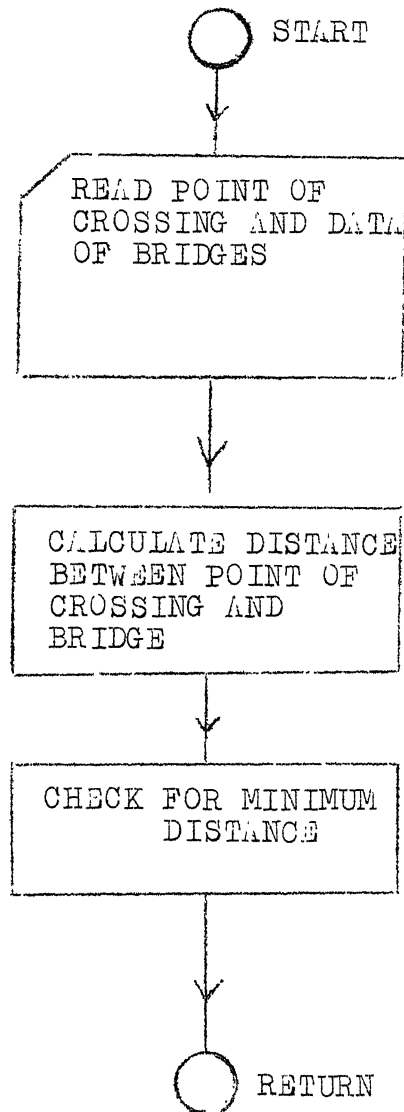 START
READ POINT OF
CROSSING AND DATA
OF BRIDGES
CALCULATE DISTANCE
BETWEEN POINT OF
CROSSING AND
BRIDGE
CHECK FOR MINIMUM
DISTANCE
RETURN